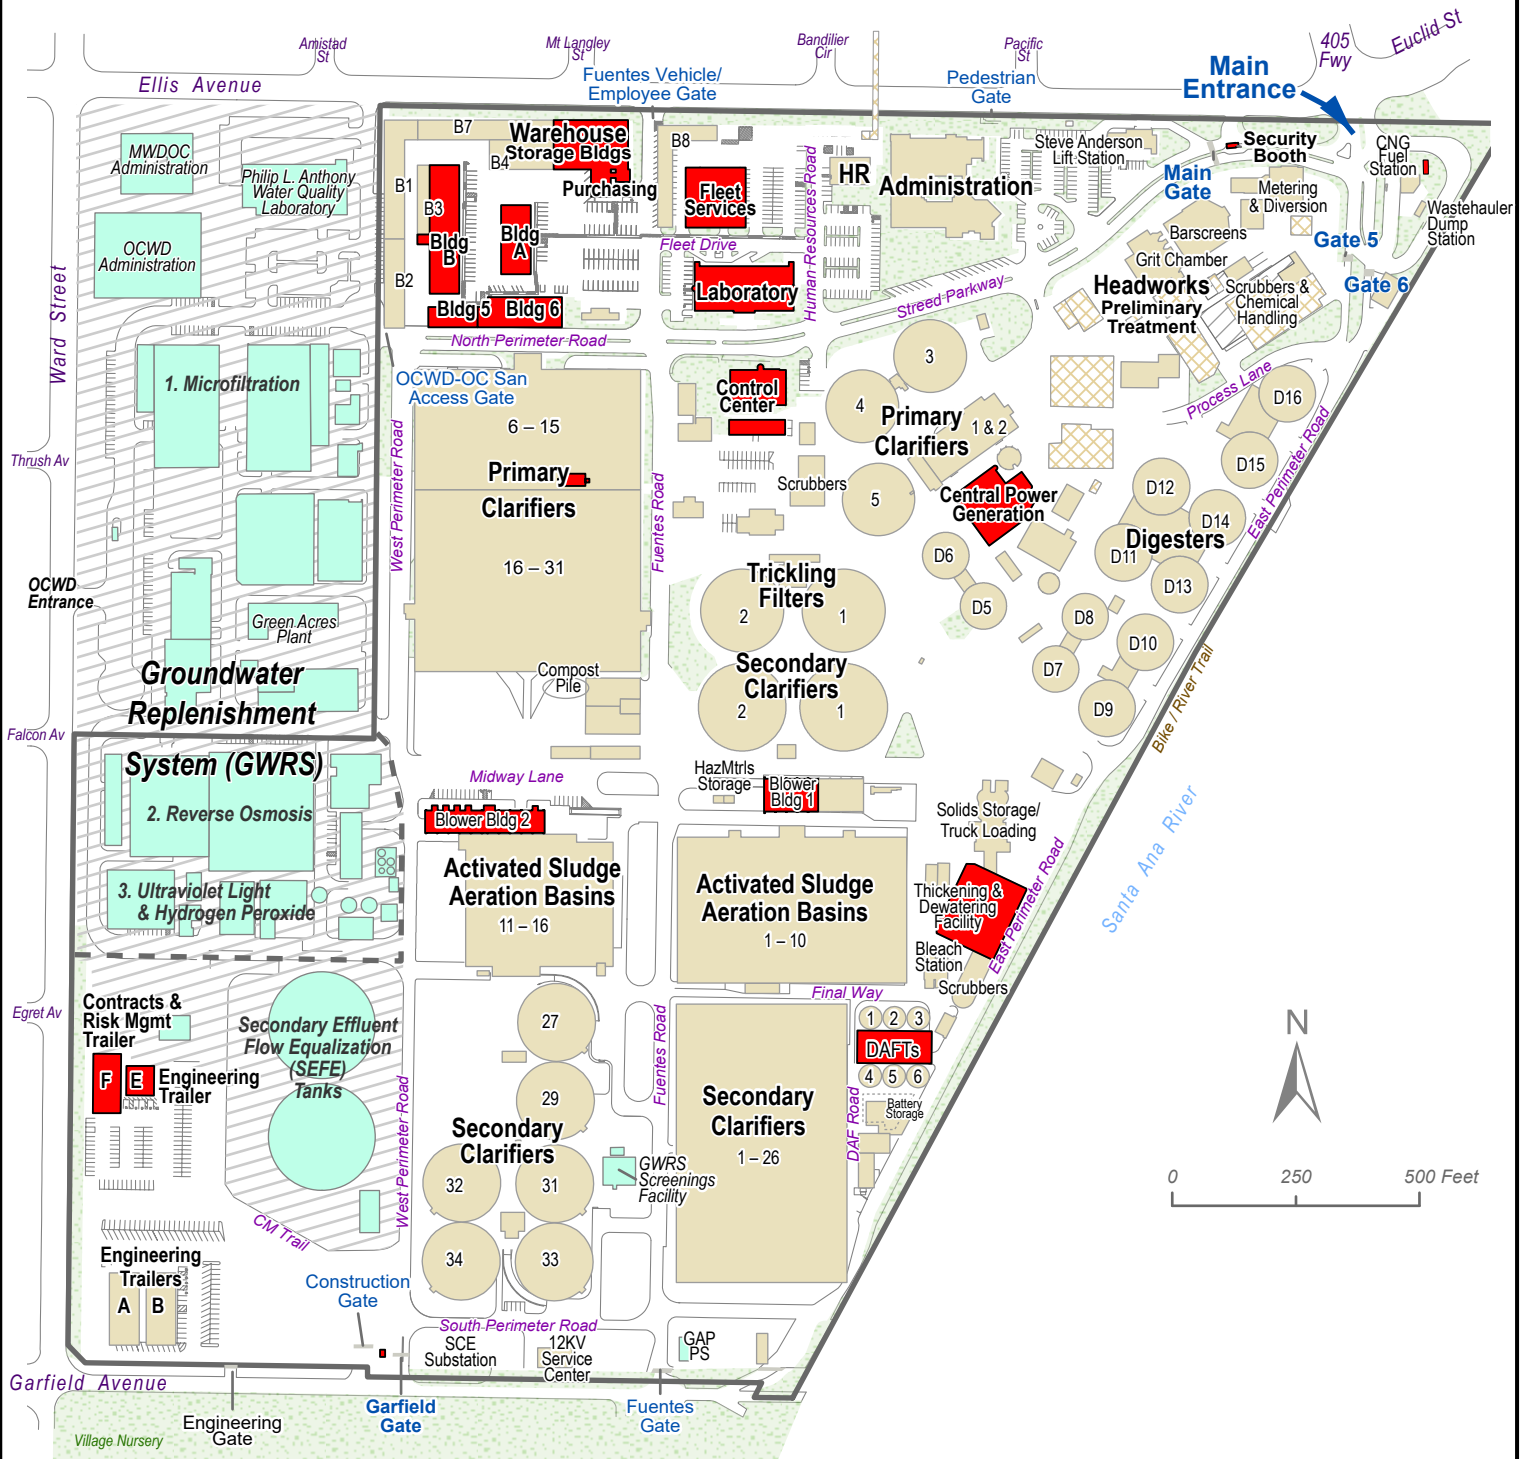 Amistad
St
Mt Langley
St
Bandilier
Cir
Pacific
St
405
Fwy
Euclid St
Ellis Avenue
Fuentes Vehicle/
Employee Gate
Pedestrian
Gate
Main
Entrance
MWDOC
Administration
Philip L. Anthony
Water Quality
Laboratory
OCWD
Administration
Ward Street
B7
B4
B1
B3
B2
Warehouse
Storage Bldgs
Purchasing
Bldg
B
Bldg
A
Bldg 5
Bldg 6
B8
Fleet
Services
Fleet Drive
Laboratory
Human Resources Road
HR
Administration
Steve Anderson
Lift Station
Security
Booth
CNG
Fuel
Station
Main
Gate
Metering
& Diversion
Wastehauler
Dump
Station
Barscreens
Gate 5
Gate 6
Grit Chamber
Headworks
Preliminary
Treatment
Scrubbers &
Chemical
Handling
Streed Parkway
North Perimeter Road
OCWD-OC San
Access Gate
1. Microfiltration
6 – 15
Primary
Clarifiers
16 – 31
West Perimeter Road
Fuentes Road
Control
Center
3
4
Primary
Clarifiers
1 & 2
5
Scrubbers
Central Power
Generation
Process Lane
D16
D15
D12
D14
Digesters
D11
D13
East Perimeter Road
D6
D5
D8
D10
D7
D9
Bike / River Trail
Thrush Av
OCWD
Entrance
Green Acres
Plant
Groundwater
Replenishment
System (GWRS)
Falcon Av
Trickling
Filters
2
1
Secondary
Clarifiers
2
1
Compost
Pile
Midway Lane
HazMtrls
Storage
Blower
Bldg 1
Blower Bldg 2
2. Reverse Osmosis
3. Ultraviolet Light
& Hydrogen Peroxide
Activated Sludge
Aeration Basins
11 – 16
Activated Sludge
Aeration Basins
1 – 10
Solids Storage/
Truck Loading
Thickening &
Dewatering
Facility
Bleach
Station
Scrubbers
East Perimeter Road
Santa Ana River
Final Way
Egret Av
Contracts &
Risk Mgmt
Trailer
F
E
Engineering
Trailer
Secondary Effluent
Flow Equalization
(SEFE)
Tanks
West Perimeter Road
CM Trail
27
29
Secondary
Clarifiers
32
31
34
33
Fuentes Road
GWRS
Screenings
Facility
Secondary
Clarifiers
1 – 26
1
2
3
DAFTs
4
5
6
Battery
Storage
DAF Road
N
0
250
500 Feet
Engineering
Trailers
A
B
Construction
Gate
South Perimeter Road
SCE
Substation
12KV
Service
Center
GAP
PS
Garfield Avenue
Engineering
Gate
Garfield
Gate
Fuentes
Gate
Village Nursery